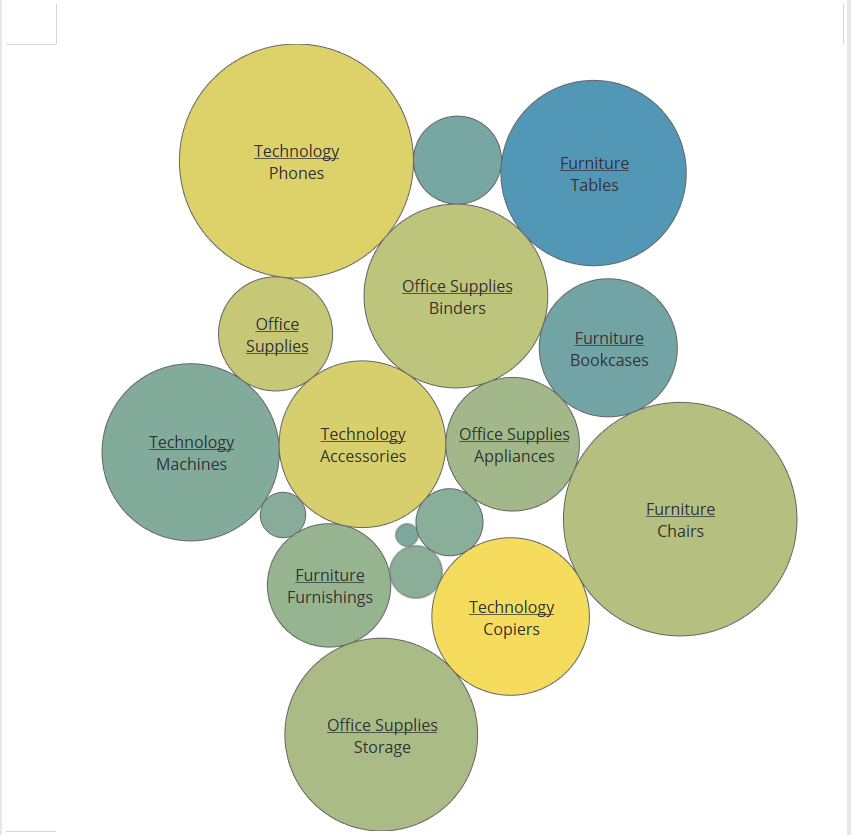 Technology
Phones
Furniture
Tables
Office Supplies
Binders
Office
Supplies
Furniture
Bookcases
Technology
Machines
Technology
Accessories
Office Supplies
Appliances
Furniture
Chairs
Furniture
Furnishings
Technology
Copiers
Office Supplies
Storage